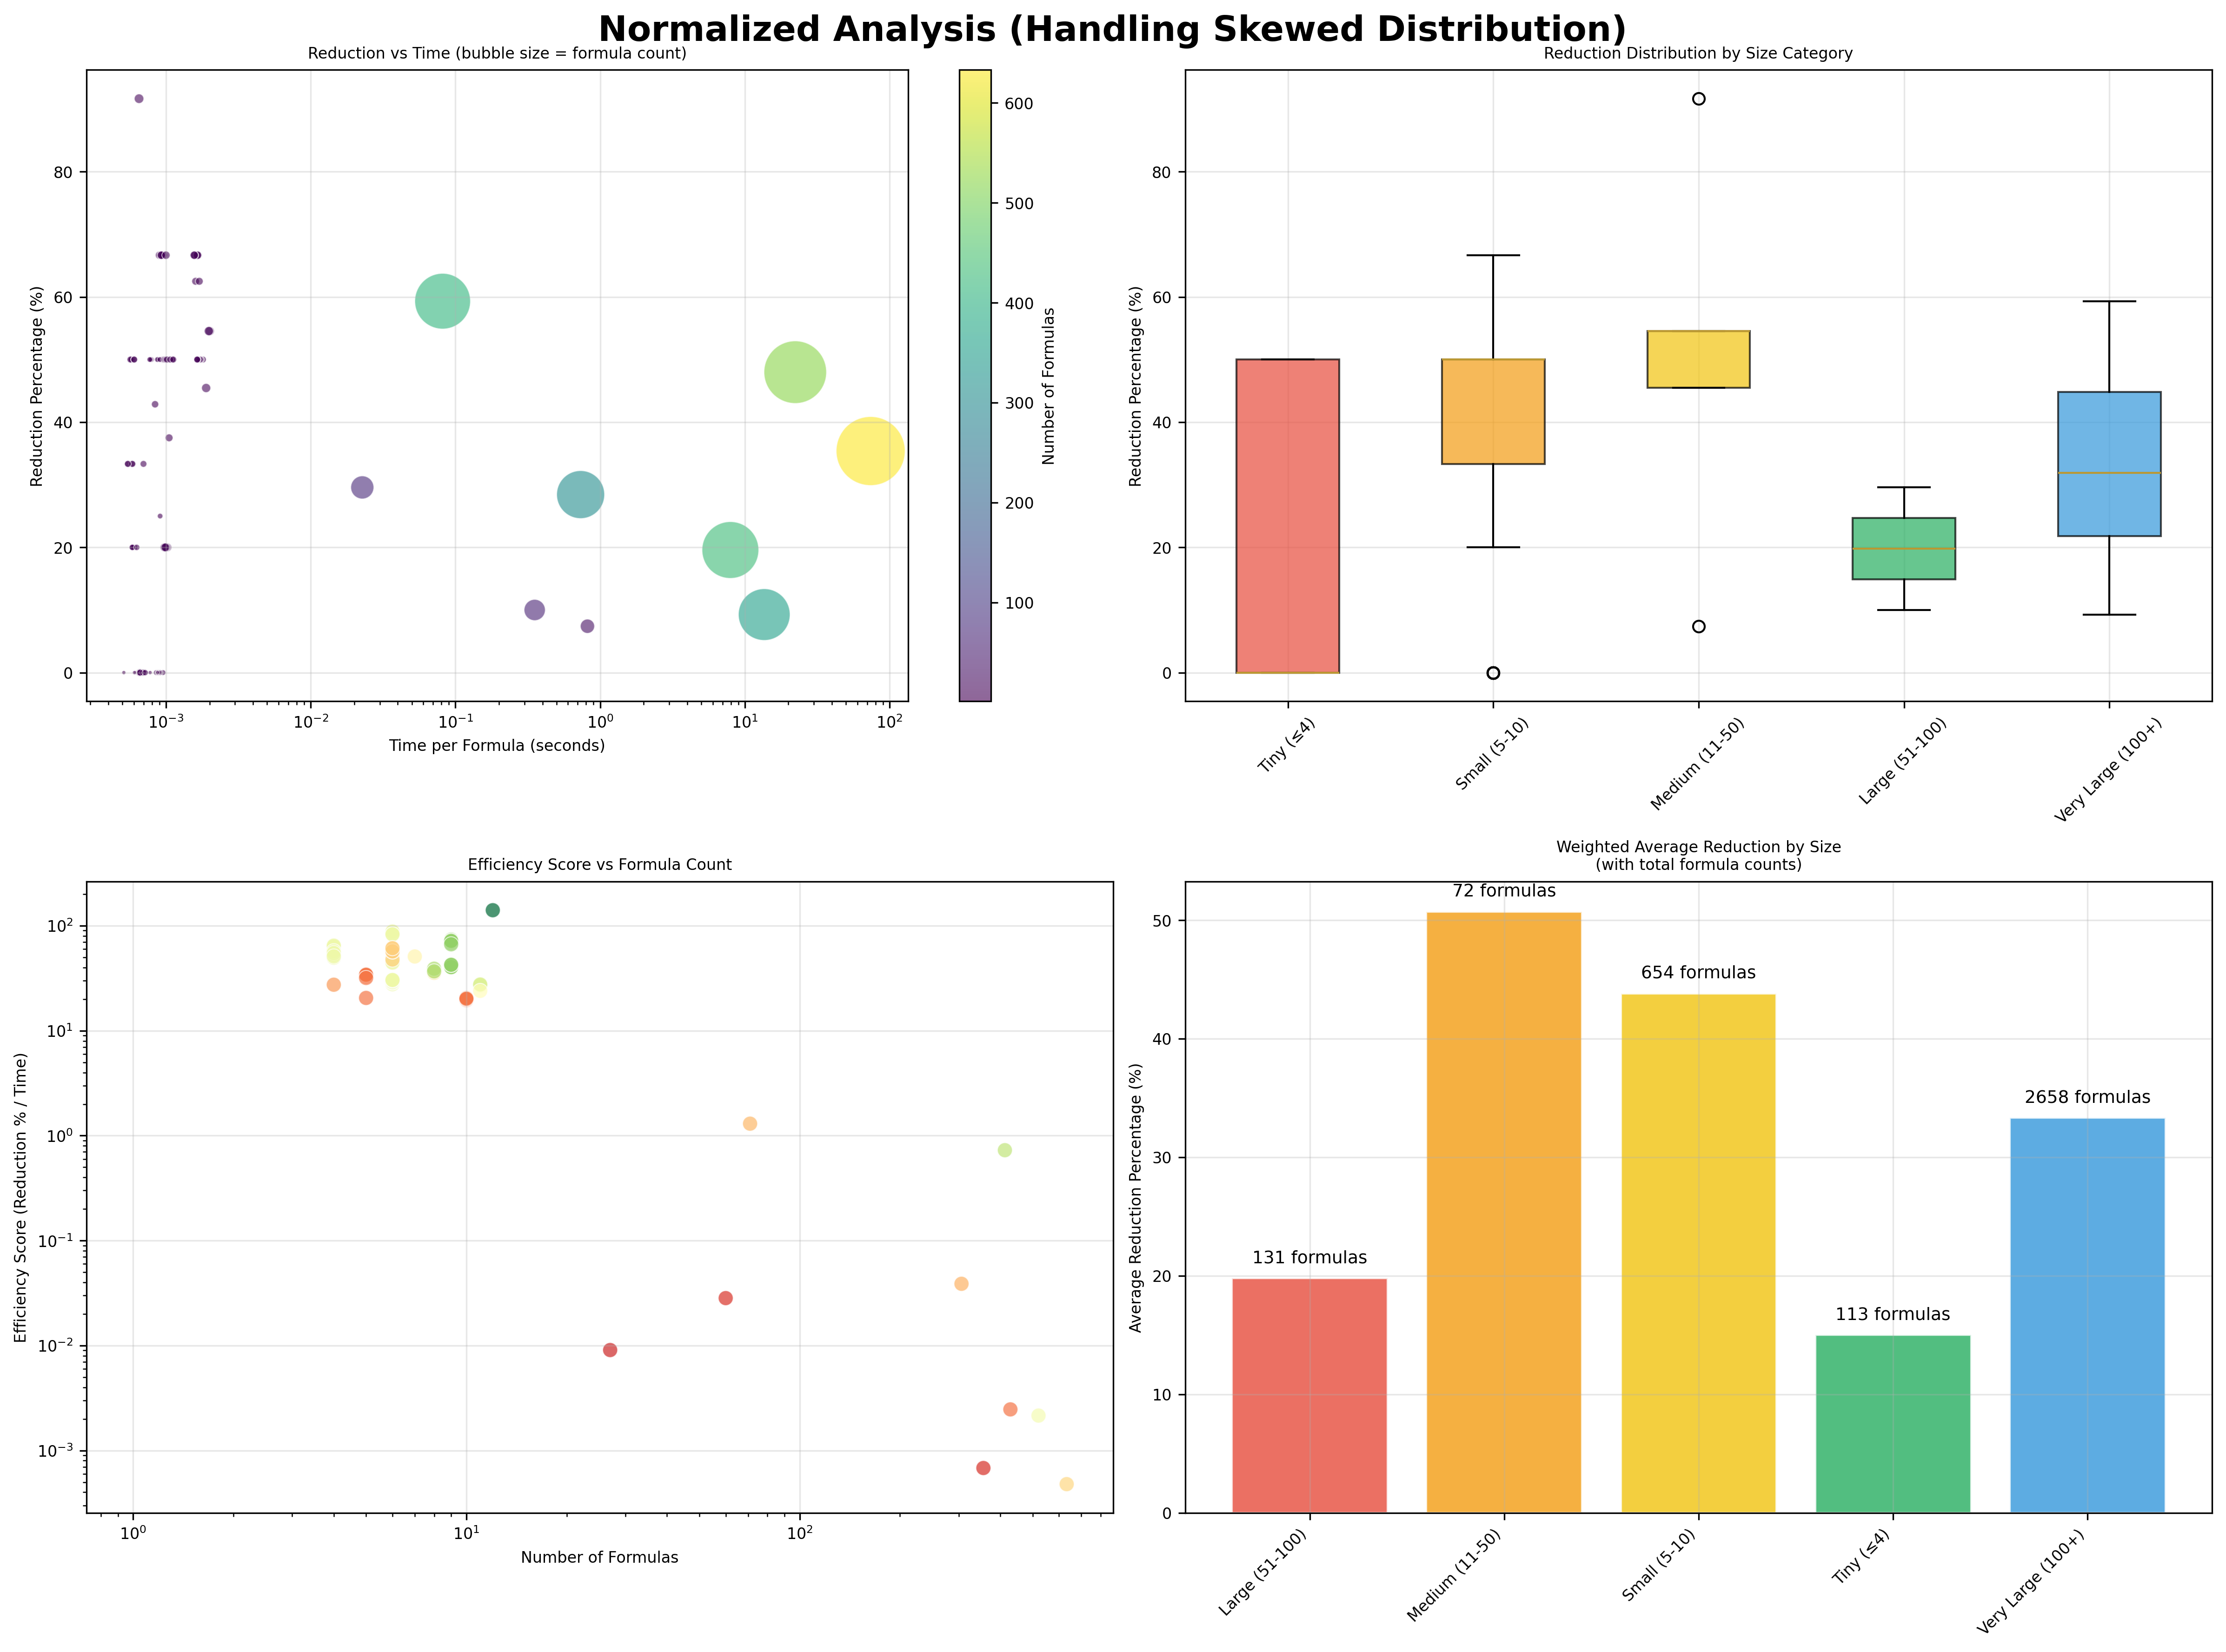 Normalized Analysis (Handling Skewed Distribution)
Reduction vs Time (bubble size = formula count)
Reduction Percentage (%)
80
60
40
20
0
10⁻³
10⁻²
10⁻¹
10⁰
10¹
10²
Time per Formula (seconds)
600
500
400
300
200
100
Number of Formulas
Reduction Distribution by Size Category
Reduction Percentage (%)
80
60
40
20
0
Tiny (≤4)
Small (5-10)
Medium (11-50)
Large (51-100)
Very Large (100+)
Efficiency Score vs Formula Count
Efficiency Score (Reduction % / Time)
10²
10¹
10⁰
10⁻¹
10⁻²
10⁻³
10⁰
10¹
10²
Number of Formulas
Weighted Average Reduction by Size
(with total formula counts)
Average Reduction Percentage (%)
50
40
30
20
10
0
131 formulas
72 formulas
654 formulas
113 formulas
2658 formulas
Large (51-100)
Medium (11-50)
Small (5-10)
Tiny (≤4)
Very Large (100+)